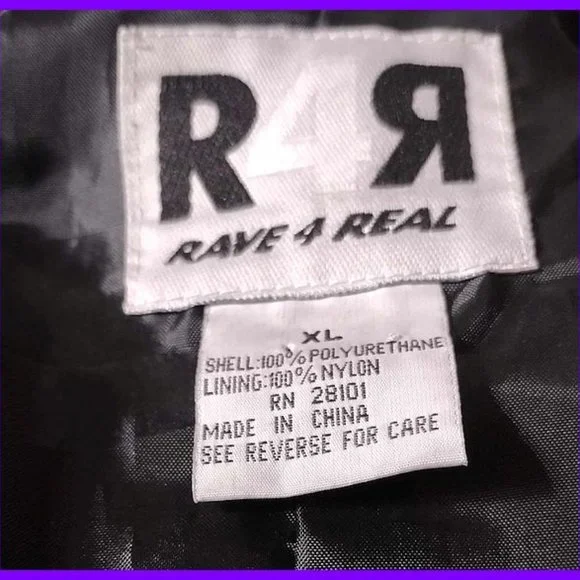 R4Я
RAVE 4 REAL
XL
SHELL:100% POLYURETHANE
LINING:100% NYLON
RN 28101
MADE IN CHINA
SEE REVERSE FOR CARE